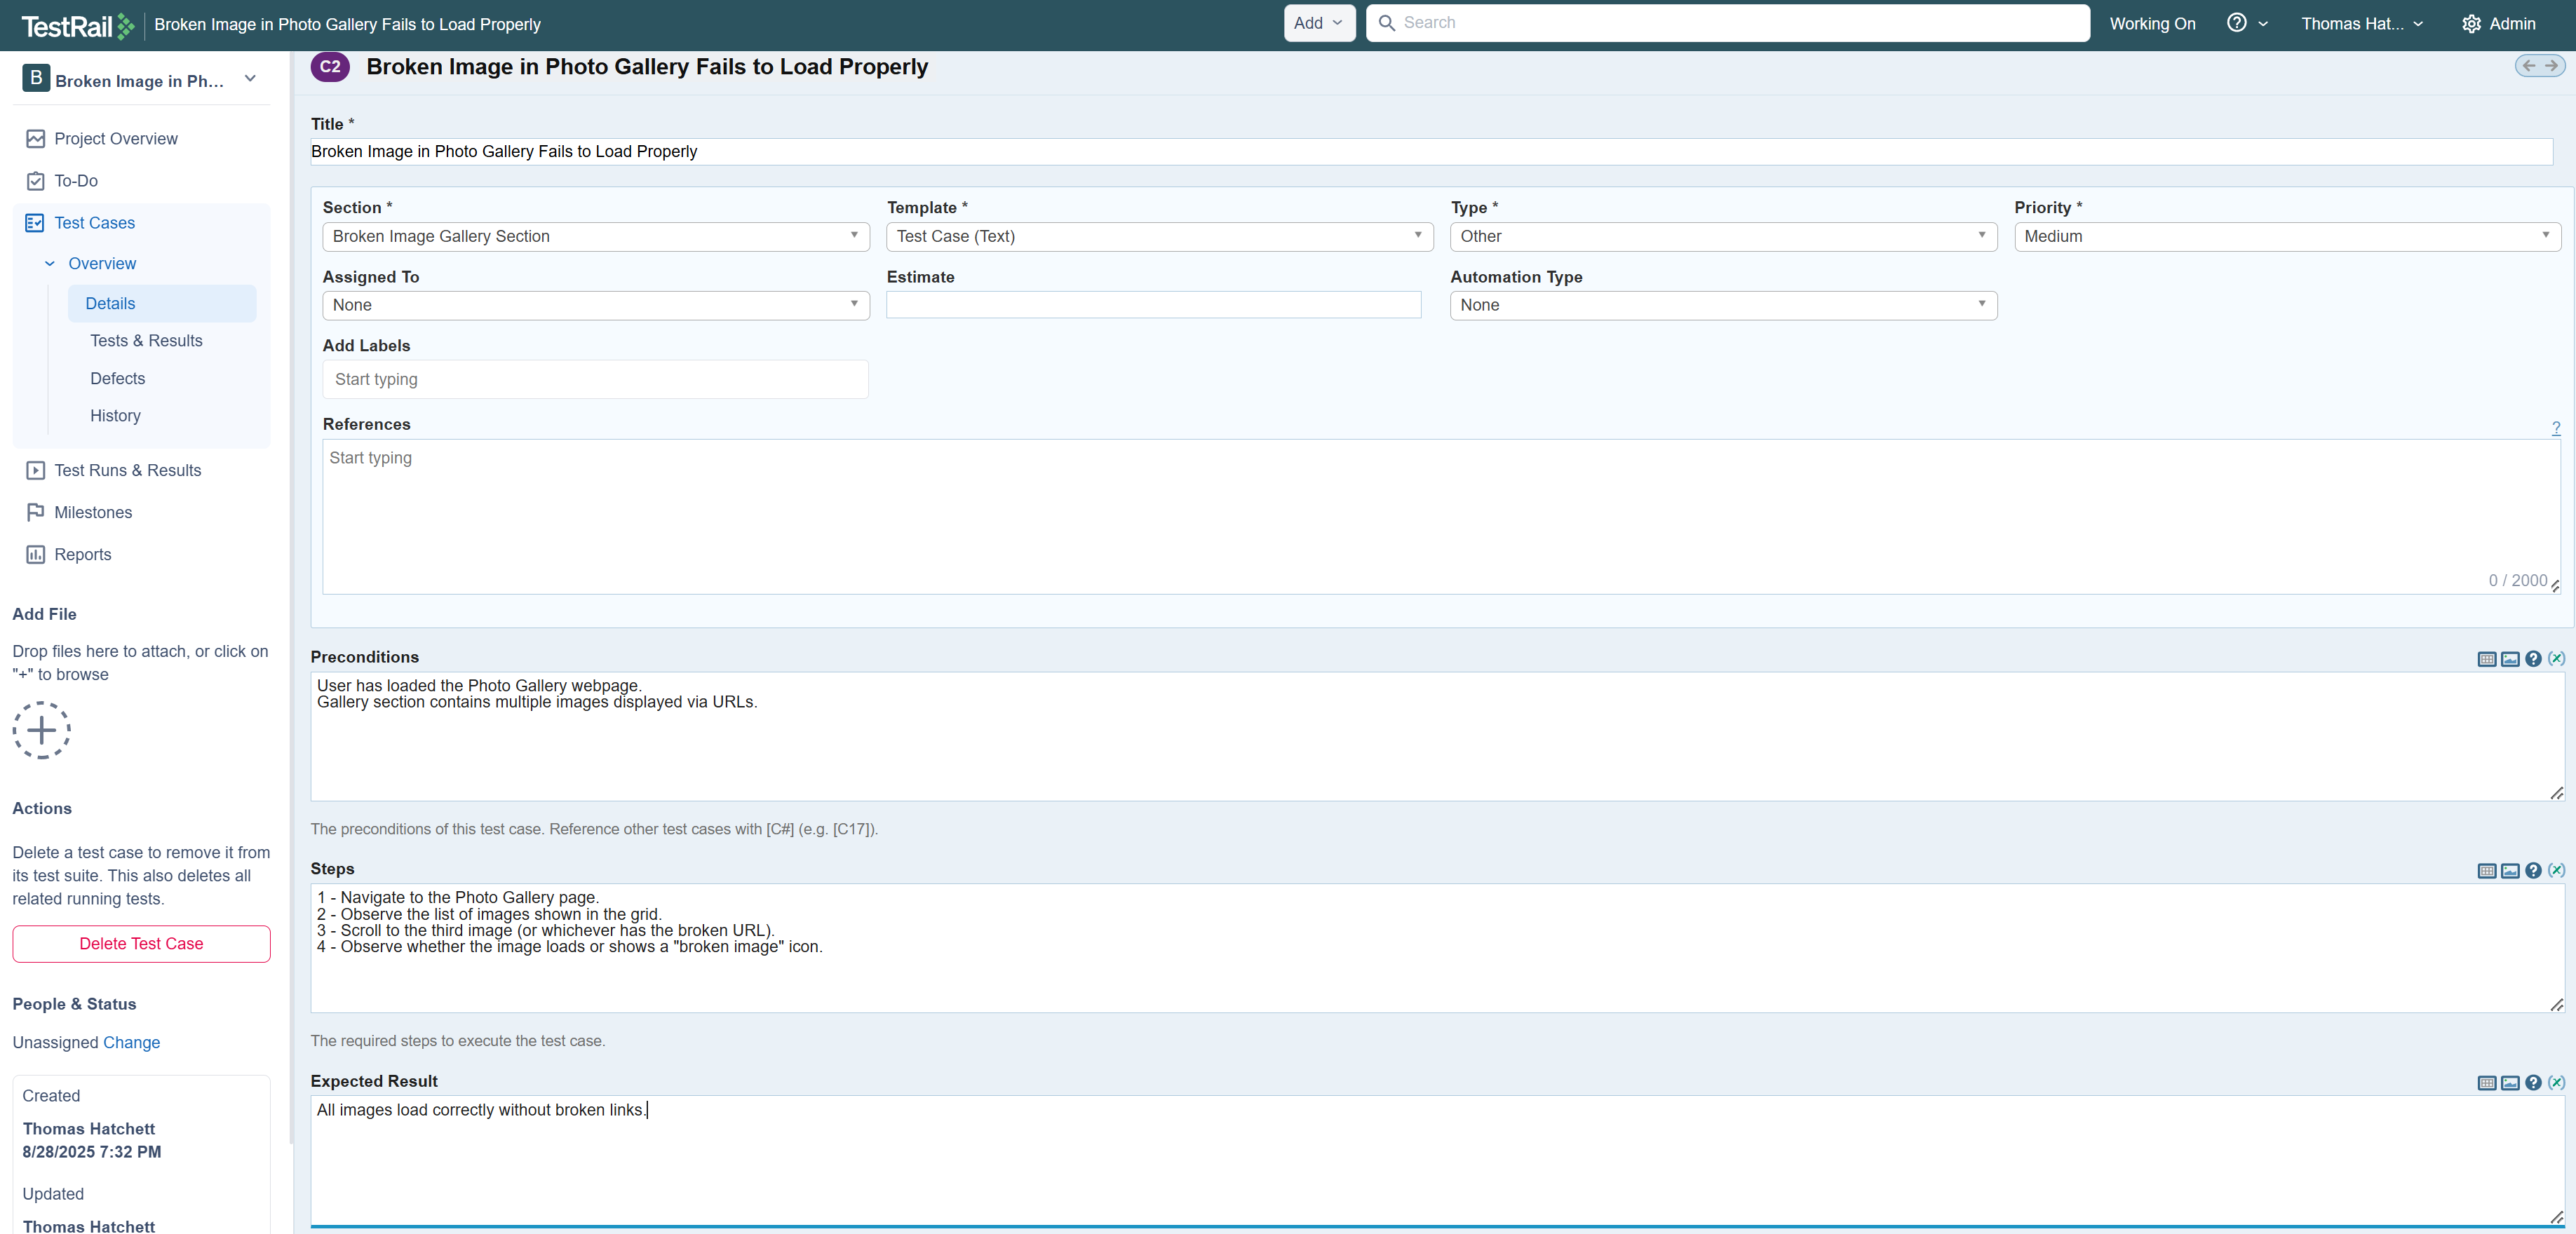 TestRail
Broken Image in Photo Gallery Fails to Load Properly
Add
Search
Working On
Thomas Hat...
Admin
B
Broken Image in Ph...
Project Overview
To-Do
Test Cases
Overview
Details
Tests & Results
Defects
History
Test Runs & Results
Milestones
Reports
Add File
Drop files here to attach, or click on
"+" to browse
Actions
Delete a test case to remove it from
its test suite. This also deletes all
related running tests.
Delete Test Case
People & Status
Unassigned Change
Created
Thomas Hatchett
8/28/2025 7:32 PM
Updated
Thomas Hatchett
C2
Broken Image in Photo Gallery Fails to Load Properly
Title *
Broken Image in Photo Gallery Fails to Load Properly
Section *
Broken Image Gallery Section
Template *
Test Case (Text)
Type *
Other
Priority *
Medium
Assigned To
None
Estimate
Automation Type
None
Add Labels
Start typing
References
?
Start typing
0 / 2000
Preconditions
User has loaded the Photo Gallery webpage.
Gallery section contains multiple images displayed via URLs.
The preconditions of this test case. Reference other test cases with [C#] (e.g. [C17]).
Steps
1 - Navigate to the Photo Gallery page.
2 - Observe the list of images shown in the grid.
3 - Scroll to the third image (or whichever has the broken URL).
4 - Observe whether the image loads or shows a "broken image" icon.
The required steps to execute the test case.
Expected Result
All images load correctly without broken links.